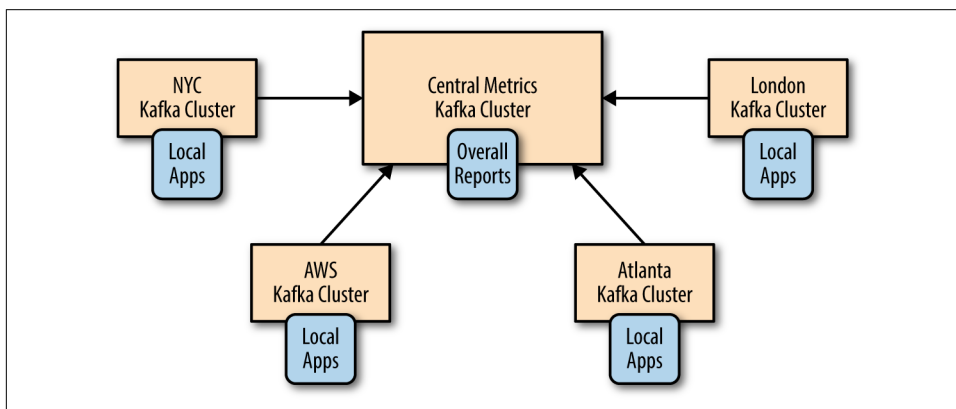 NYC
Kafka Cluster
Local
Apps
Central Metrics
Kafka Cluster
Overall
Reports
London
Kafka Cluster
Local
Apps
AWS
Kafka Cluster
Local
Apps
Atlanta
Kafka Cluster
Local
Apps